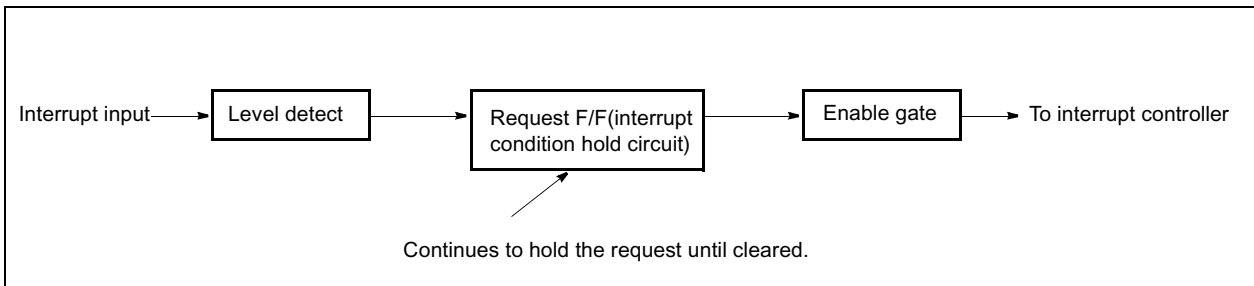 Interrupt input
Level detect
Request F/F(interrupt
condition hold circuit)
Enable gate
To interrupt controller
Continues to hold the request until cleared.